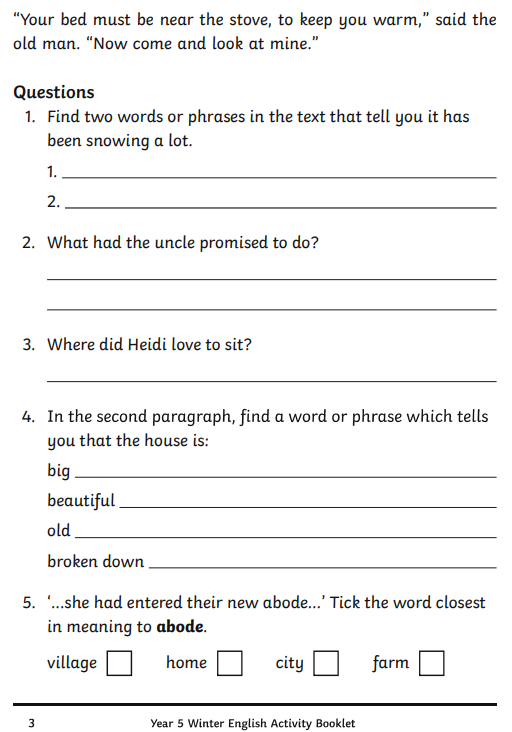 “Your bed must be near the stove, to keep you warm,” said the
old man. “Now come and look at mine.”
Questions
1. Find two words or phrases in the text that tell you it has
been snowing a lot.
1.
2.
2. What had the uncle promised to do?
3. Where did Heidi love to sit?
4. In the second paragraph, find a word or phrase which tells
you that the house is:
big
beautiful
old
broken down
5. ‘...she had entered their new abode...’ Tick the word closest
in meaning to abode.
village home city farm
3 Year 5 Winter English Activity Booklet